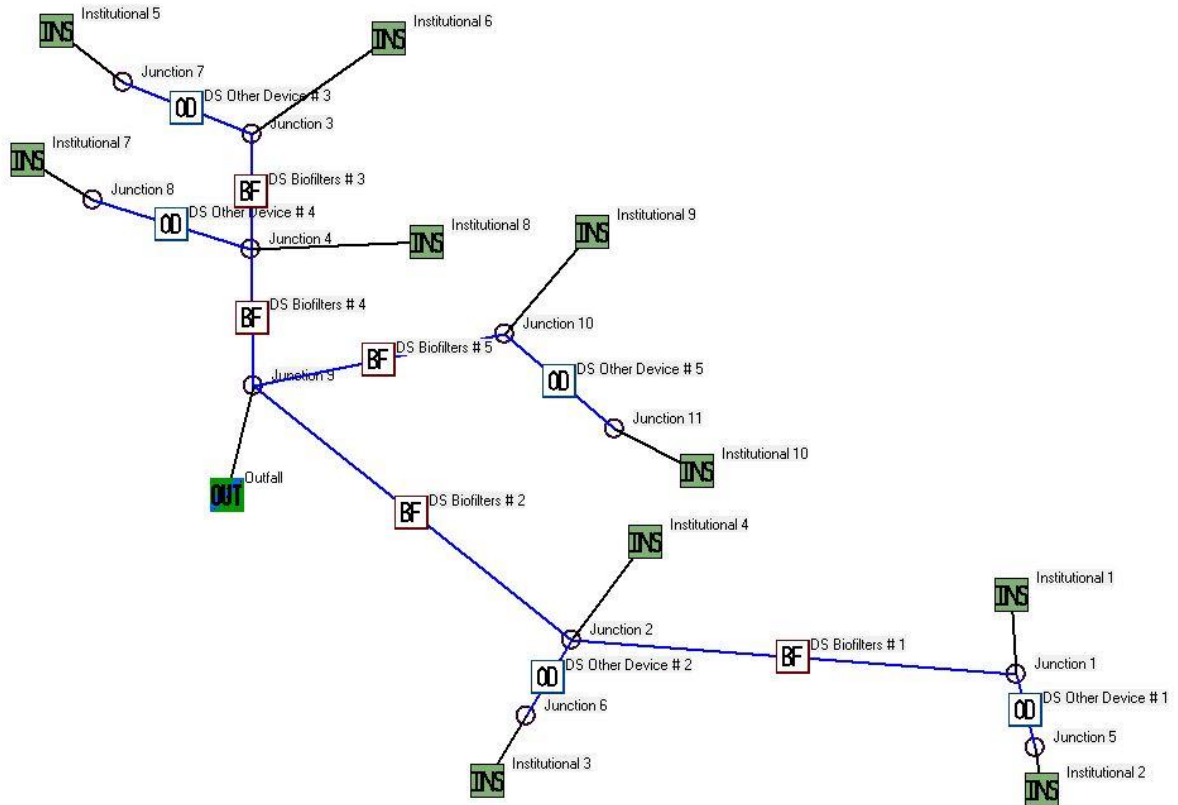 Institutional 5
INS
Institutional 6
INS
Junction 7
DS Other Device # 3
OD
Junction 3
Institutional 7
INS
DS Biofilters # 3
BF
Junction 8
DS Other Device # 4
OD
Junction 4
Institutional 8
INS
Institutional 9
INS
DS Biofilters # 4
BF
Junction 10
DS Biofilters # 5
BF
Junction 9
DS Other Device # 5
OD
Junction 11
Institutional 10
INS
Outfall
OUT
DS Biofilters # 2
BF
Institutional 4
INS
Institutional 1
INS
Junction 2
DS Biofilters # 1
BF
Junction 1
DS Other Device # 2
OD
DS Other Device # 1
OD
Junction 6
Junction 5
Institutional 3
INS
Institutional 2
INS